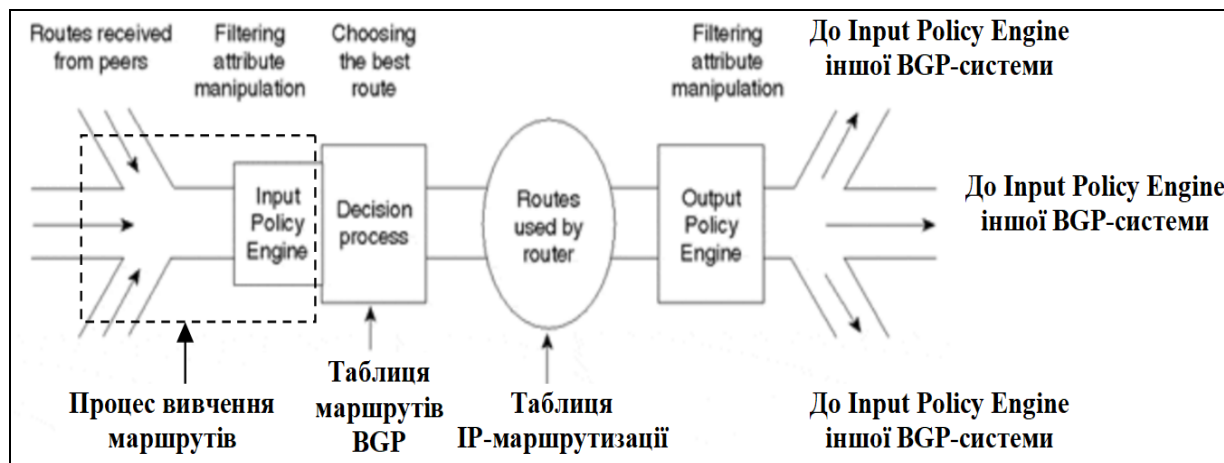 Routes received
from peers
Filtering
attribute
manipulation
Choosing
the best
route
Filtering
attribute
manipulation
До Input Policy Engine
іншої BGP-системи
Input
Policy
Engine
Decision
process
Routes
used by
router
Output
Policy
Engine
До Input Policy Engine
іншої BGP-системи
Процес вивчення
маршрутів
Таблиця
маршрутів
BGP
Таблиця
IP-маршрутизації
До Input Policy Engine
іншої BGP-системи